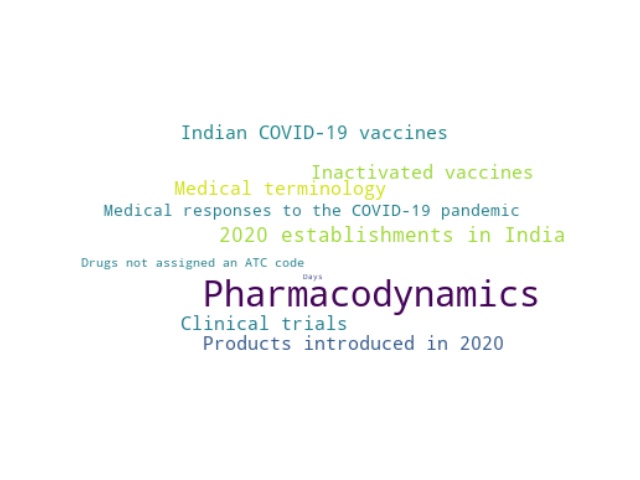 Indian COVID-19 vaccines
Inactivated vaccines
Medical terminology
Medical responses to the COVID-19 pandemic
2020 establishments in India
Drugs not assigned an ATC code
Days
Pharmacodynamics
Clinical trials
Products introduced in 2020